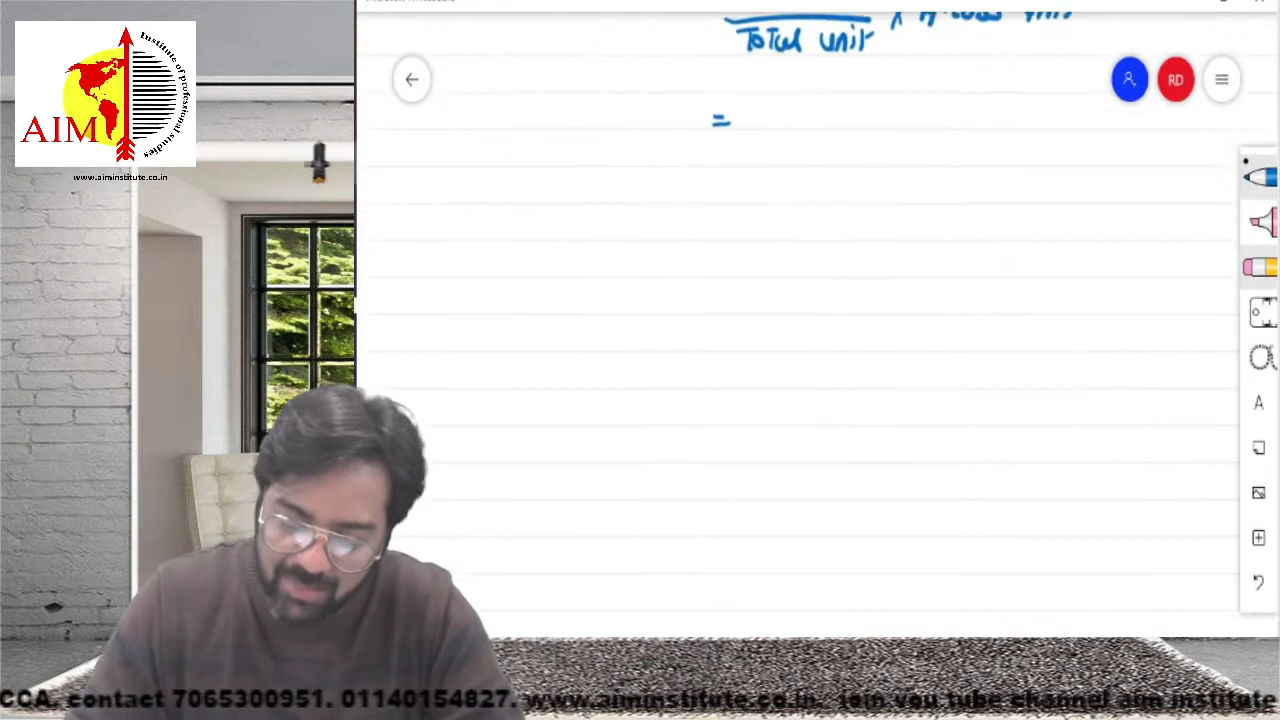 Institute of professional studies
AIM
www.aiminstitute.co.in
Total unit
=
RD
A
CCA. contact 7065300951. 01140154827. www.aiminstitute.co.in. join you tube channel aim institute